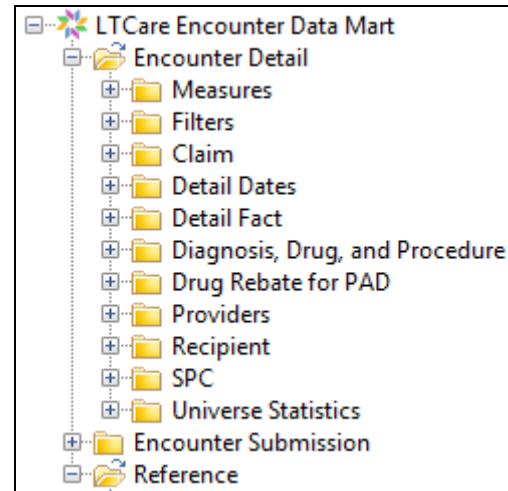 LTCare Encounter Data Mart
Encounter Detail
Measures
Filters
Claim
Detail Dates
Detail Fact
Diagnosis, Drug, and Procedure
Drug Rebate for PAD
Providers
Recipient
SPC
Universe Statistics
Encounter Submission
Reference